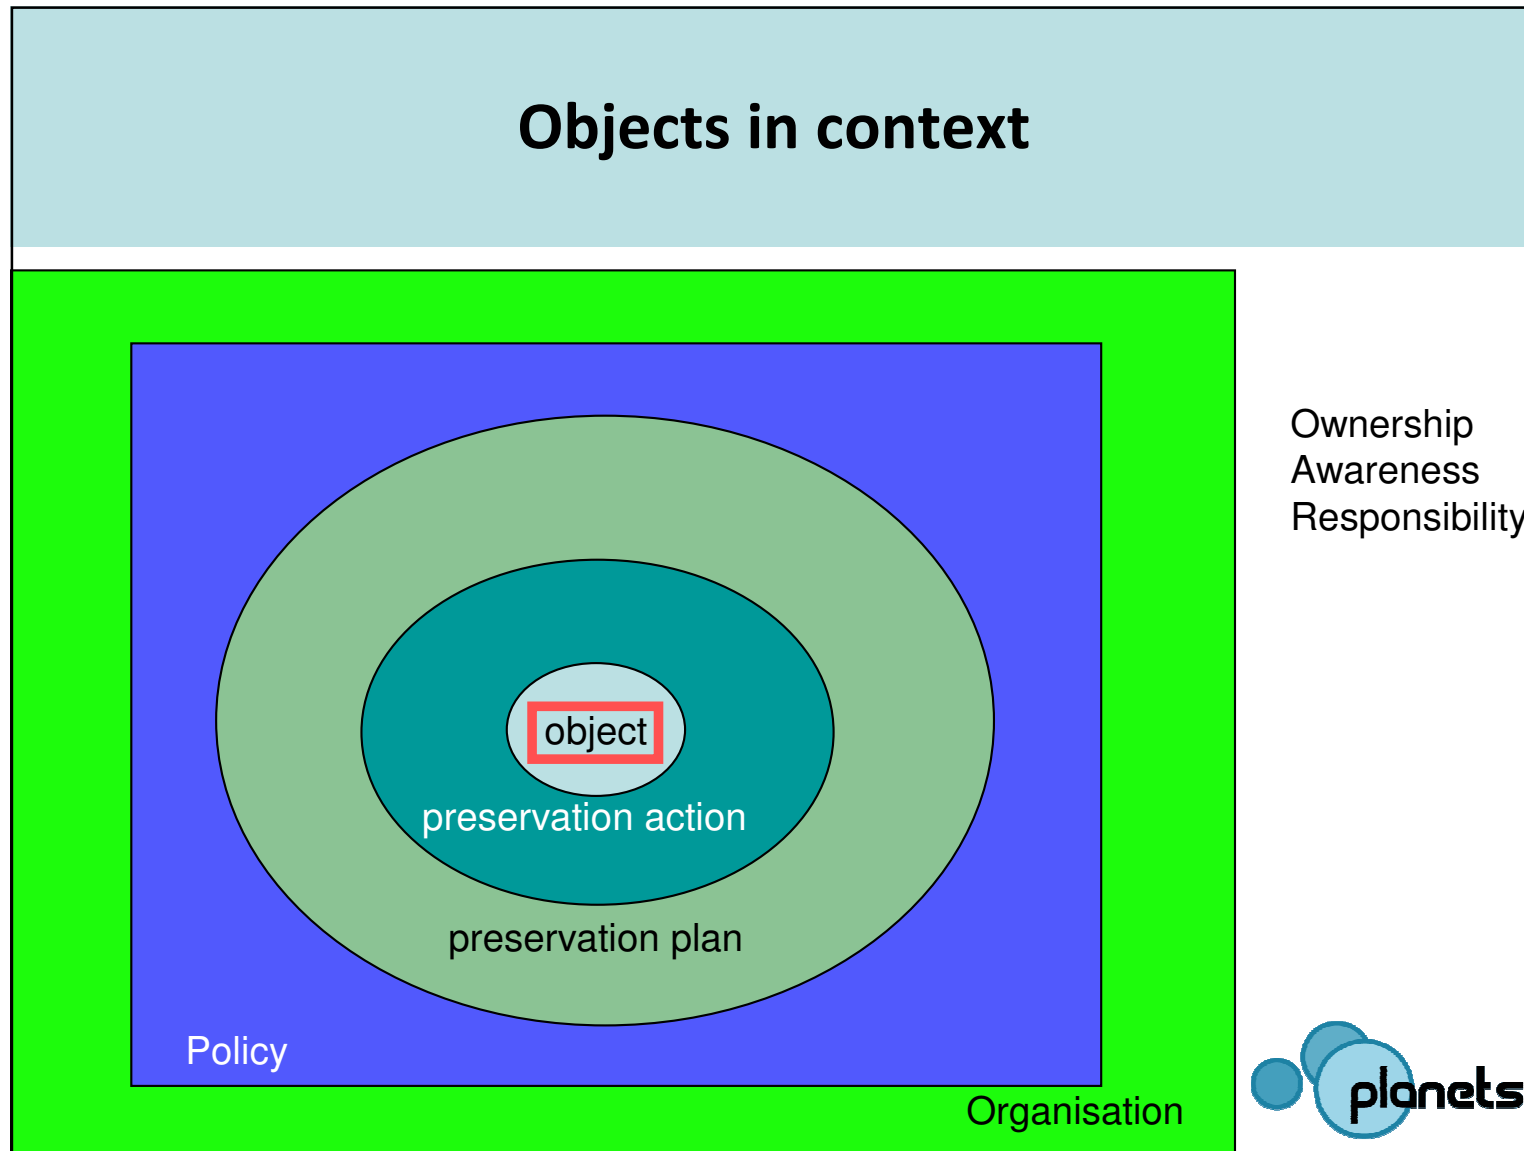 Objects in context
Ownership
Awareness
Responsibility
object
preservation action
preservation plan
Policy
Organisation
planets